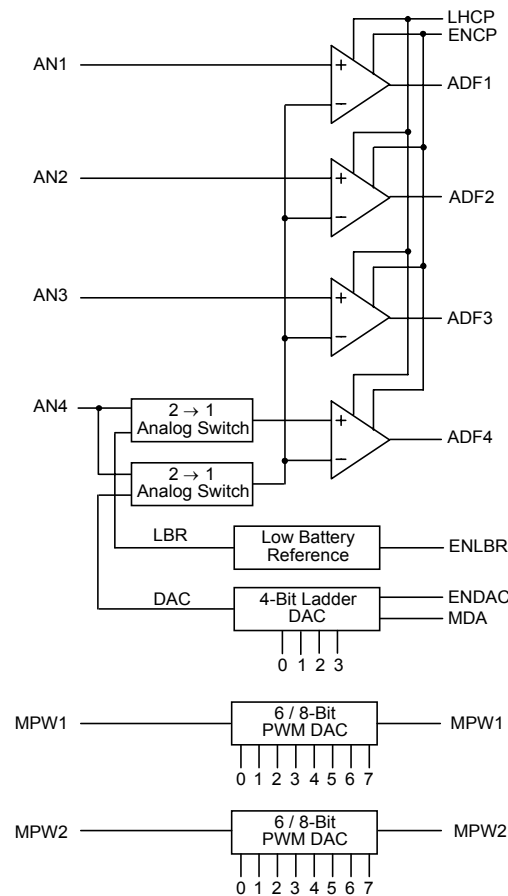 LHCP
ENCP
AN1
+
−
ADF1
AN2
+
−
ADF2
AN3
+
−
ADF3
AN4
2 → 1
Analog Switch
+
−
ADF4
2 → 1
Analog Switch
LBR
Low Battery
Reference
ENLBR
DAC
4-Bit Ladder
DAC
ENDAC
MDA
0 1 2 3
MPW1
6 / 8-Bit
PWM DAC
MPW1
0 1 2 3 4 5 6 7
MPW2
6 / 8-Bit
PWM DAC
MPW2
0 1 2 3 4 5 6 7